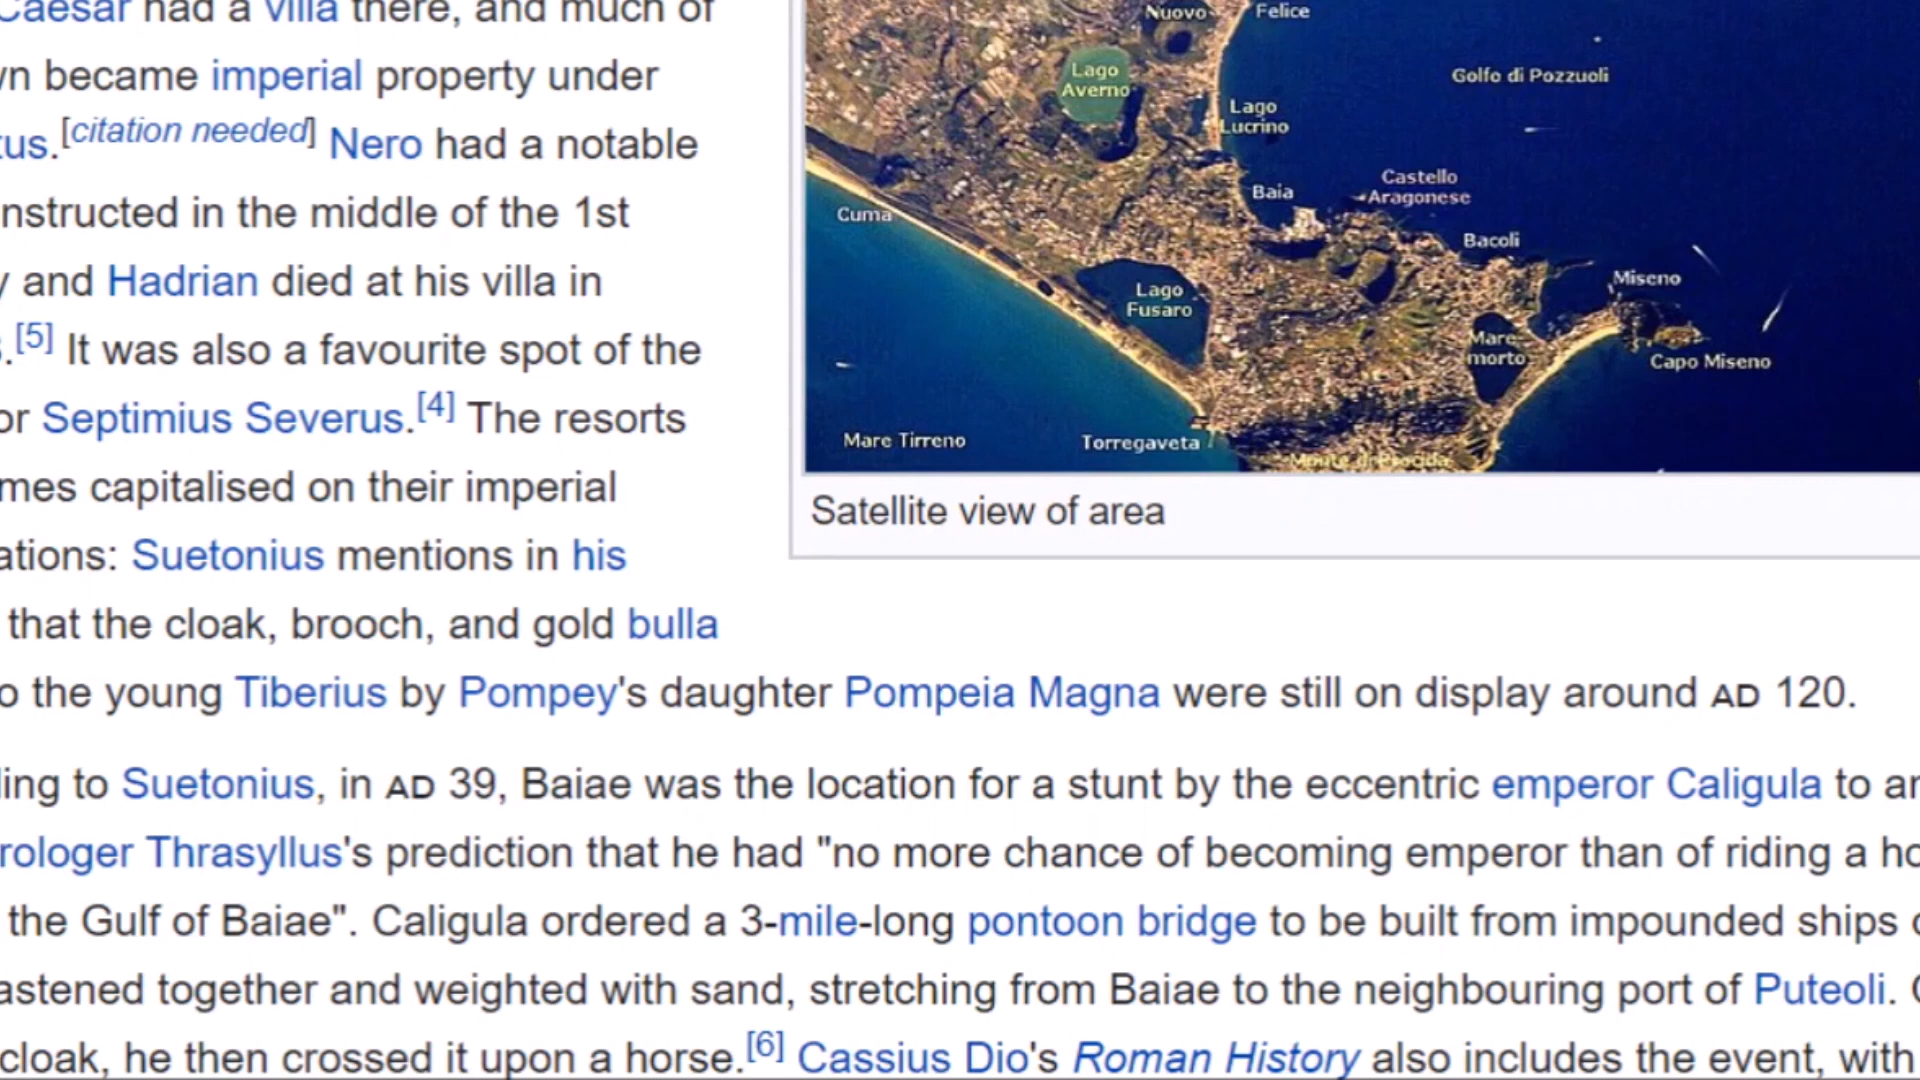 Caesar had a villa there, and much of
wn became imperial property under
tus.[citation needed] Nero had a notable
nstructed in the middle of the 1st
y and Hadrian died at his villa in
.[5] It was also a favourite spot of the
or Septimius Severus.[4] The resorts
mes capitalised on their imperial
ations: Suetonius mentions in his
that the cloak, brooch, and gold bulla
o the young Tiberius by Pompey's daughter Pompeia Magna were still on display around AD 120.
Nuovo
Felice
Lago
Averno
Golfo di Pozzuoli
Lago
Lucrino
Castello
Aragonese
Baia
Cuma
Bacoli
Miseno
Lago
Fusaro
Mare
morto
Capo Miseno
Mare Tirreno
Torregaveta
Monte di Procida
Satellite view of area
ling to Suetonius, in AD 39, Baiae was the location for a stunt by the eccentric emperor Caligula to an
rologer Thrasyllus's prediction that he had "no more chance of becoming emperor than of riding a ho
the Gulf of Baiae". Caligula ordered a 3-mile-long pontoon bridge to be built from impounded ships
astened together and weighted with sand, stretching from Baiae to the neighbouring port of Puteoli.
cloak, he then crossed it upon a horse.[6] Cassius Dio's Roman History also includes the event, with